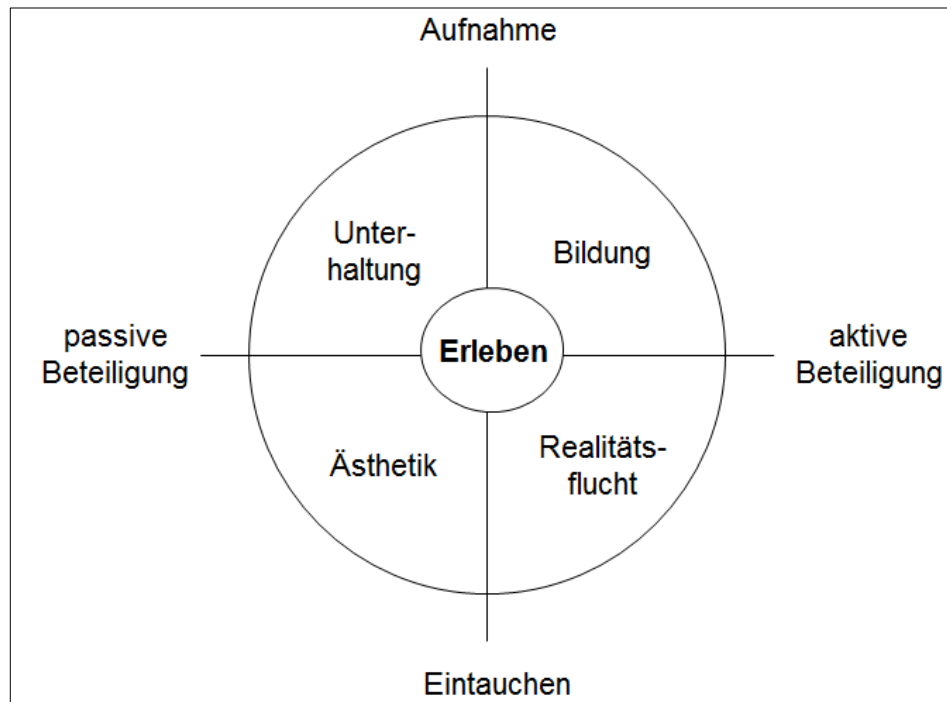 Aufnahme
Unter-
haltung
Bildung
passive
Beteiligung
Erleben
aktive
Beteiligung
Ästhetik
Realitäts-
flucht
Eintauchen